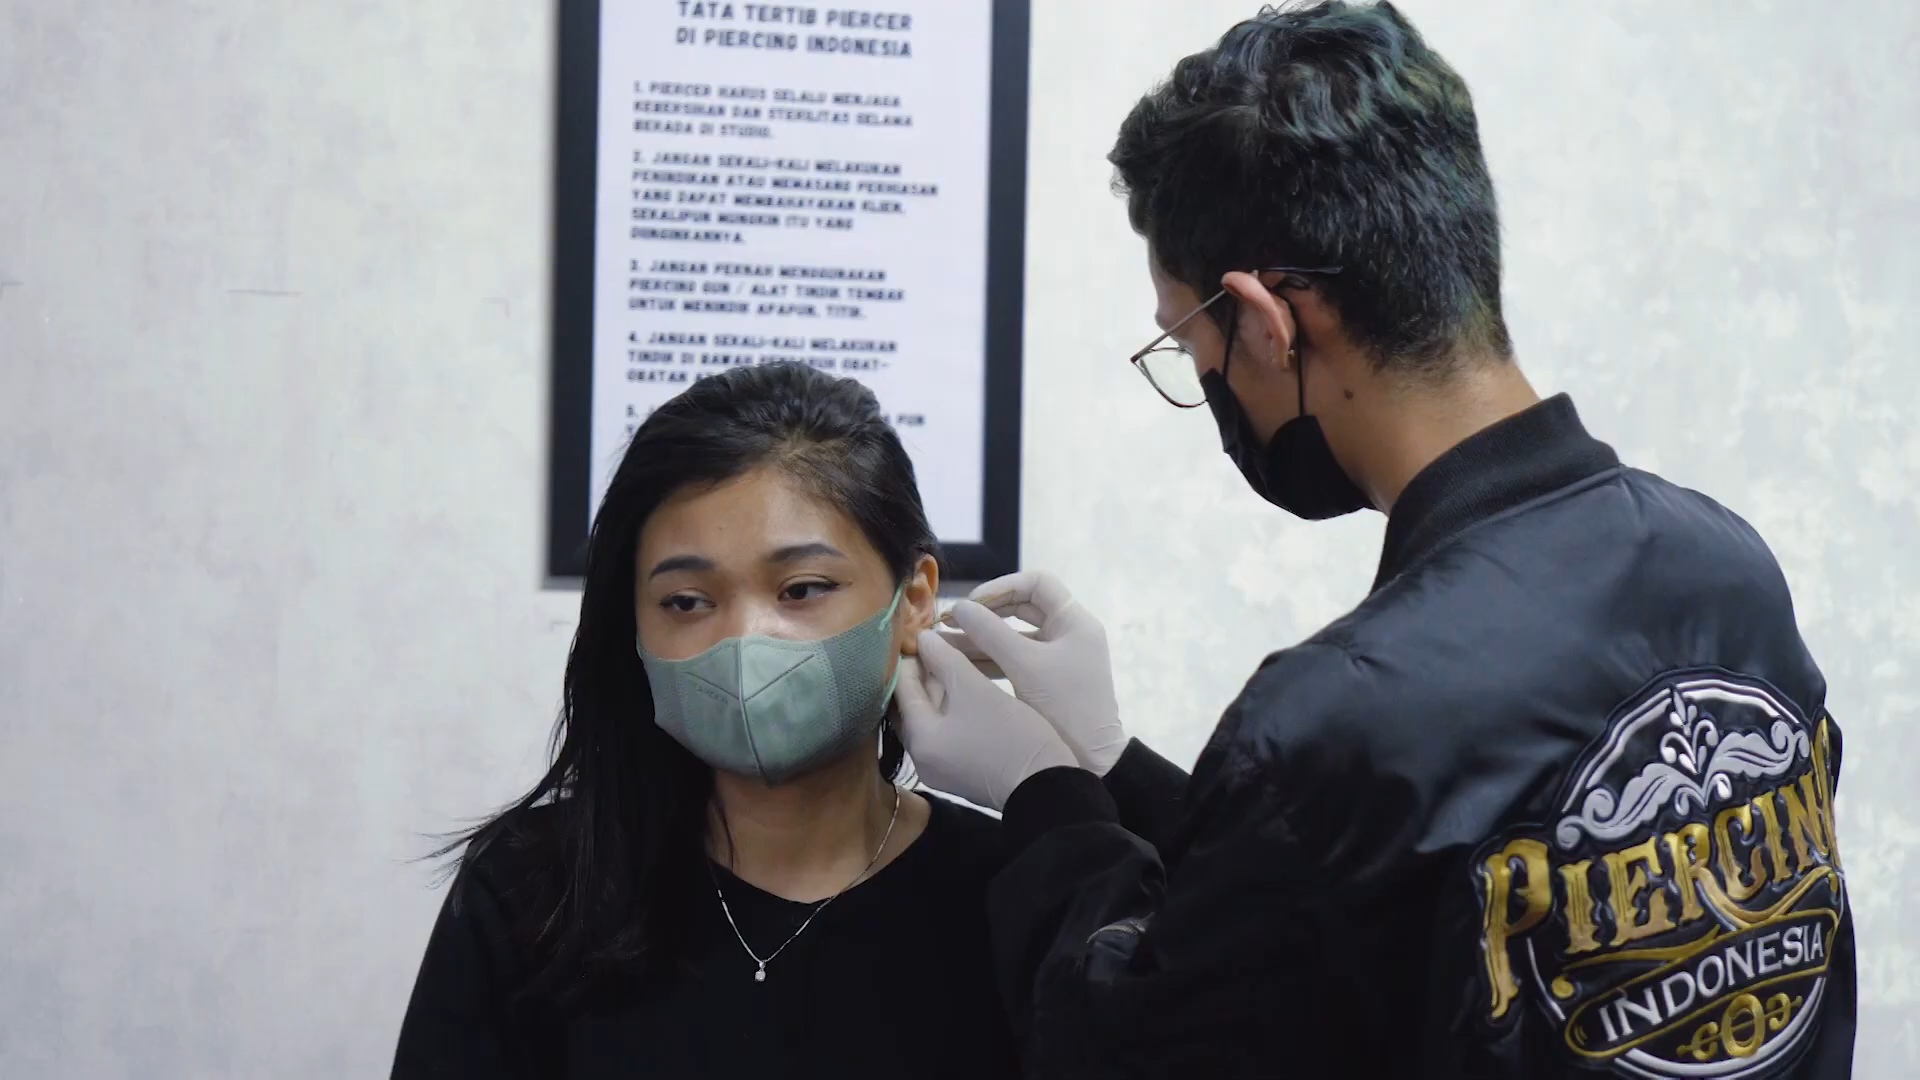 TATA TERTIB PIERCER
DI PIERCING INDONESIA
1. PIERCER HARUS SELALU MENJAGA
KEBERSIHAN DAN STERILITAS SELAMA
BERADA DI STUDIO.
2. JANGAN SEKALI-KALI MELAKUKAN
PENINDIKAN ATAU MEMASANG PERHIASAN
YANG DAPAT MEMBAHAYAKAN KLIEN,
SEKALIPUN MUNGKIN ITU YANG
DIINGINKANNYA.
3. JANGAN PERNAH MENGGUNAKAN
PIERCING GUN / ALAT TINDIK TEMBAK
UNTUK MENINDIK APAPUN, TITIK.
4. JANGAN SEKALI-KALI MELAKUKAN
TINDIK DI BAWAH PENGARUH OBAT-
OBATAN
5.
PUN
PIERCING
INDONESIA